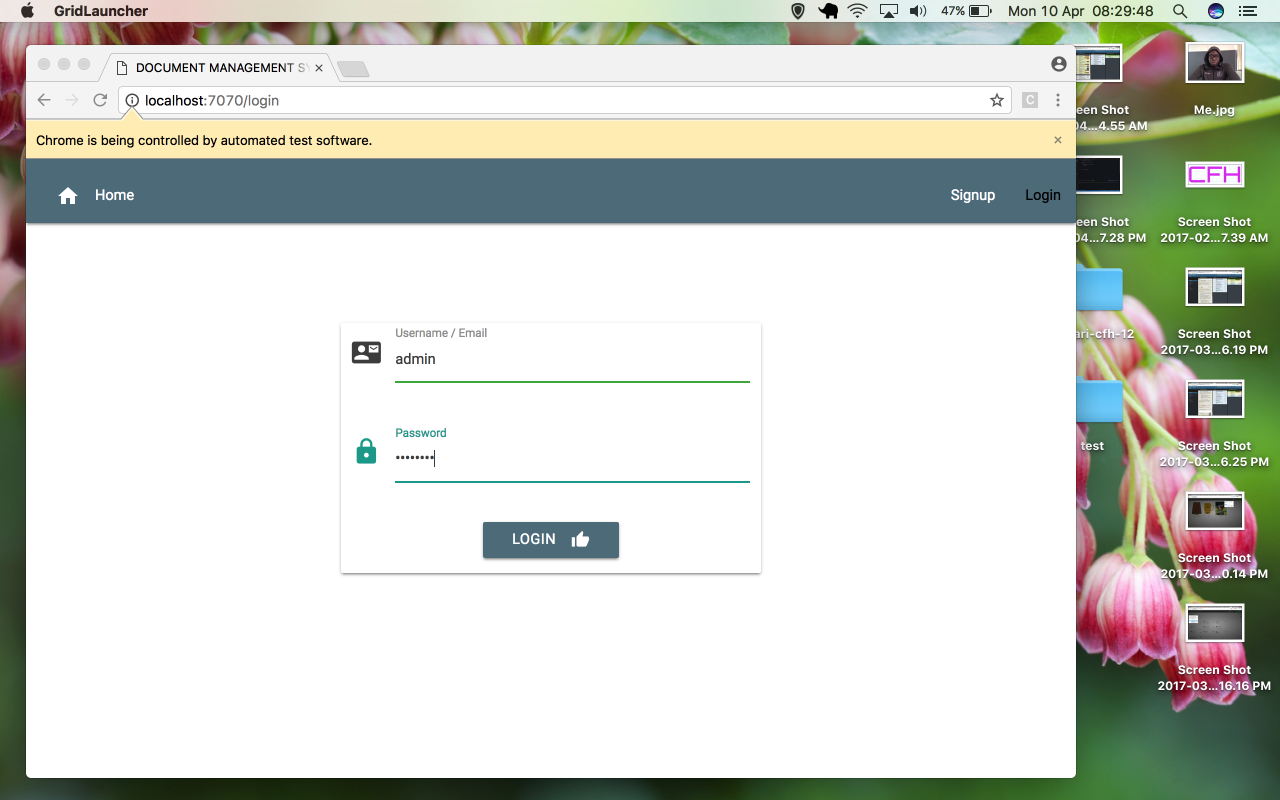 GridLauncher
47%
Mon 10 Apr 08:29:48
DOCUMENT MANAGEMENT SY
localhost:7070/login
C
Chrome is being controlled by automated test software.
Home
Signup
Login
Username / Email
admin
Password
••••••••
LOGIN
een Shot
04...4.55 AM
Me.jpg
een Shot
04...7.28 PM
CFH
Screen Shot
2017-02...7.39 AM
ari-cfh-12
Screen Shot
2017-03...6.19 PM
test
Screen Shot
2017-03...6.25 PM
Screen Shot
2017-03...0.14 PM
Screen Shot
2017-03...16.16 PM